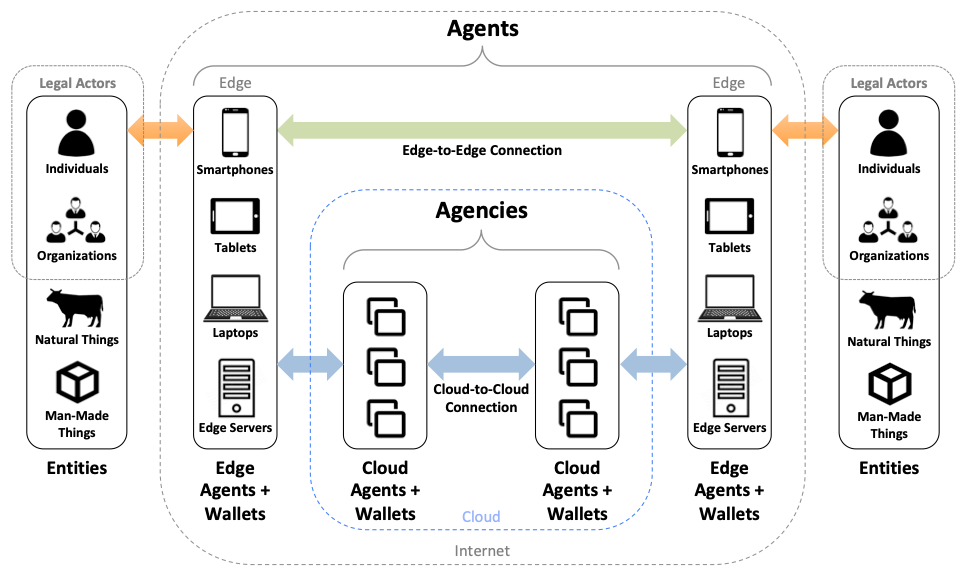 Agents
Legal Actors
Edge
Edge
Legal Actors
Individuals
Smartphones
Edge-to-Edge Connection
Smartphones
Individuals
Organizations
Tablets
Agencies
Tablets
Organizations
Natural Things
Laptops
Laptops
Natural Things
Man-Made
Things
Edge Servers
Cloud-to-Cloud
Connection
Edge Servers
Man-Made
Things
Entities
Edge
Agents +
Wallets
Cloud
Agents +
Wallets
Cloud
Agents +
Wallets
Edge
Agents +
Wallets
Entities
Cloud
Internet